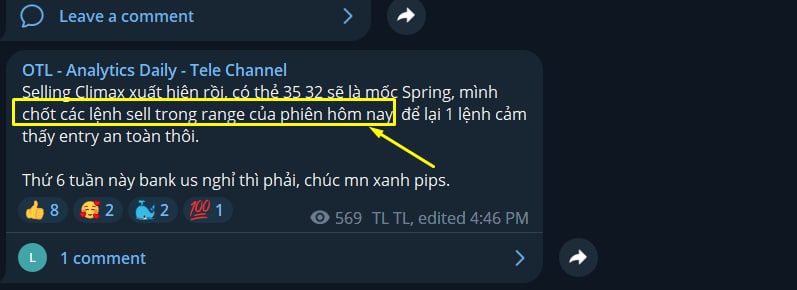 Leave a comment
OTL - Analytics Daily - Tele Channel
Selling Climax xuất hiện rồi, có thể 35 32 sẽ là mốc Spring, mình
chốt các lệnh sell trong range của phiên hôm nay để lại 1 lệnh cảm
thấy entry an toàn thôi.
Thứ 6 tuần này bank us nghỉ thì phải, chúc mn xanh pips.
8 2 2 1 569 TL TL, edited 4:46 PM
L 1 comment